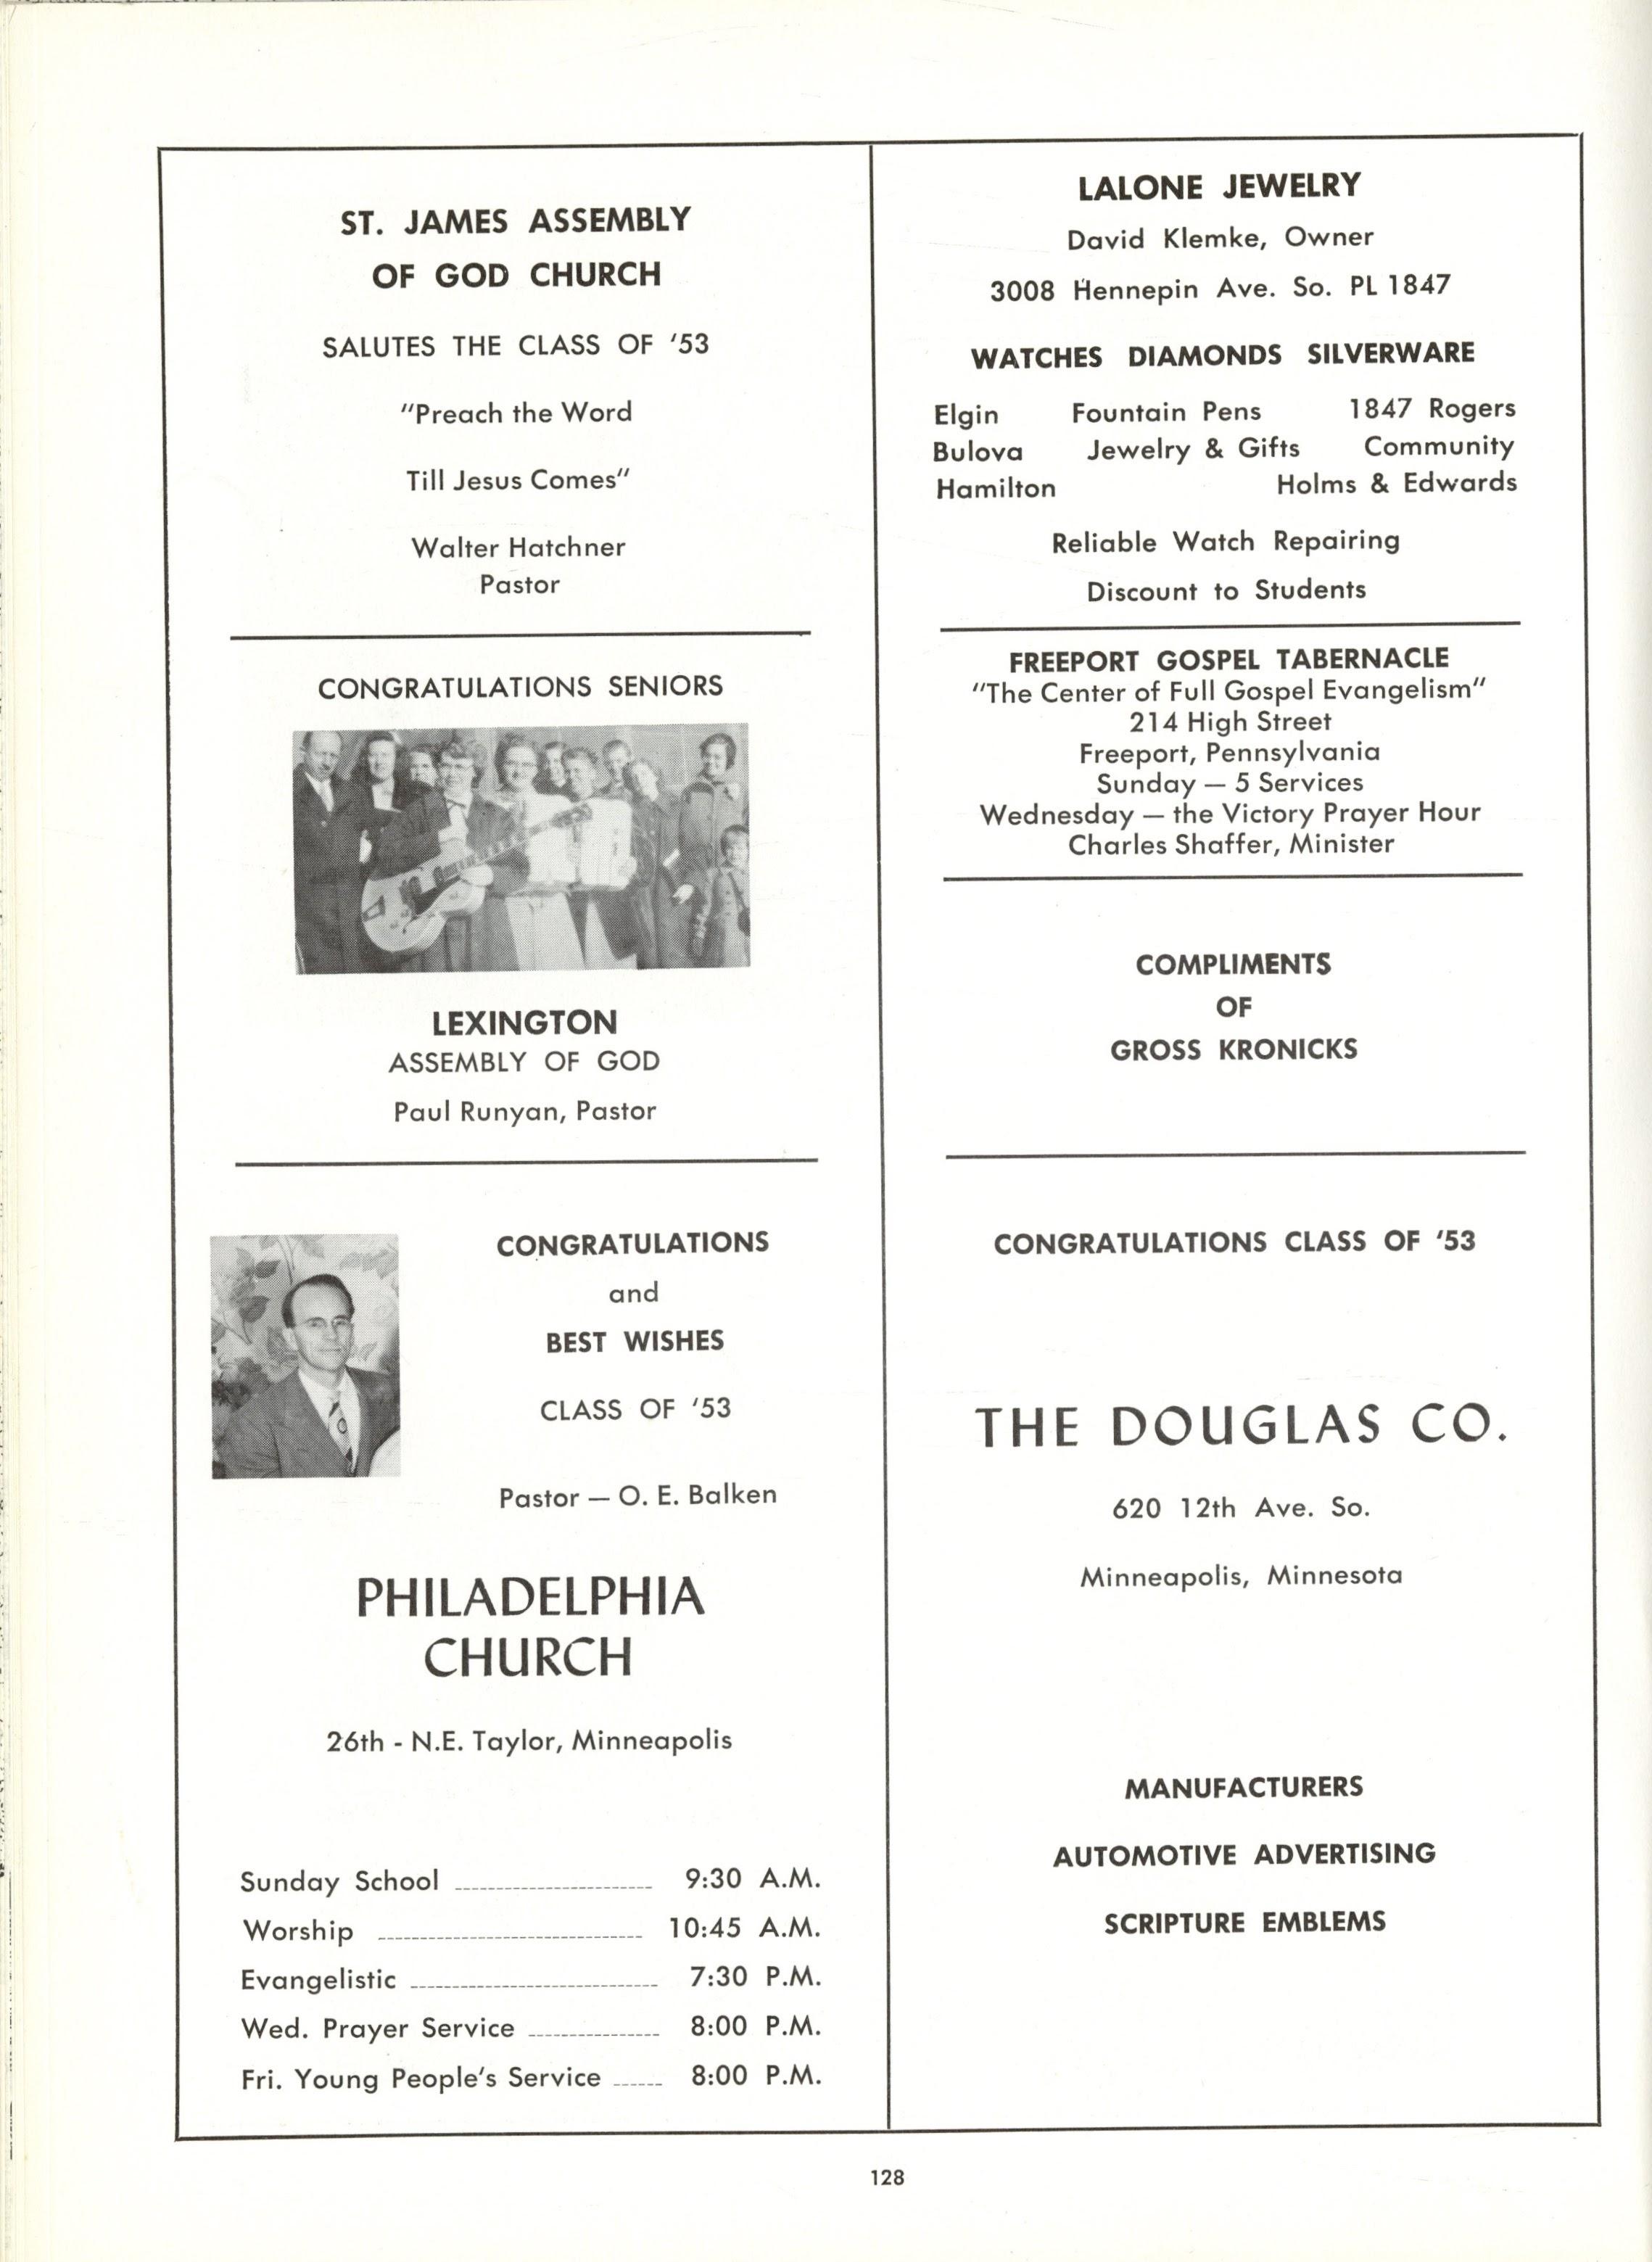 ST. JAMES ASSEMBLY
OF GOD CHURCH
SALUTES THE CLASS OF '53
"Preach the Word
Till Jesus Comes"
Walter Hatchner
Pastor
CONGRATULATIONS SENIORS
LEXINGTON
ASSEMBLY OF GOD
Paul Runyan, Pastor
CONGRATULATIONS
and
BEST WISHES
CLASS OF '53
Pastor — O. E. Balken
PHILADELPHIA
CHURCH
26th - N.E. Taylor, Minneapolis
Sunday School 9:30 A.M.
Worship 10:45 A.M.
Evangelistic 7:30 P.M.
Wed. Prayer Service 8:00 P.M.
Fri. Young People's Service 8:00 P.M.
LALONE JEWELRY
David Klemke, Owner
3008 Hennepin Ave. So. PL 1847
WATCHES DIAMONDS SILVERWARE
Elgin Fountain Pens 1847 Rogers
Bulova Jewelry & Gifts Community
Hamilton Holms & Edwards
Reliable Watch Repairing
Discount to Students
FREEPORT GOSPEL TABERNACLE
"The Center of Full Gospel Evangelism"
214 High Street
Freeport, Pennsylvania
Sunday — 5 Services
Wednesday — the Victory Prayer Hour
Charles Shaffer, Minister
COMPLIMENTS
OF
GROSS KRONICKS
CONGRATULATIONS CLASS OF '53
THE DOUGLAS CO.
620 12th Ave. So.
Minneapolis, Minnesota
MANUFACTURERS
AUTOMOTIVE ADVERTISING
SCRIPTURE EMBLEMS
128